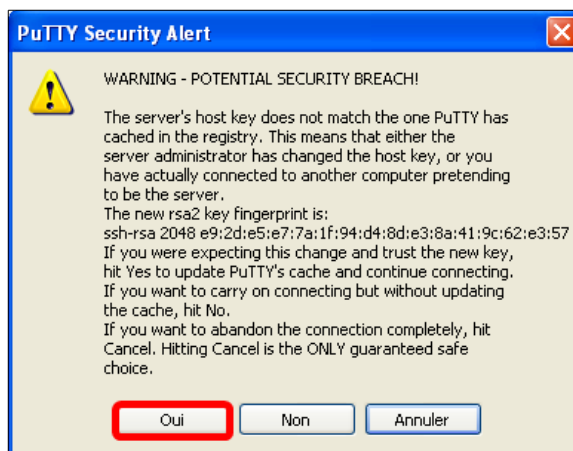 PuTTY Security Alert
WARNING - POTENTIAL SECURITY BREACH!
The server's host key does not match the one PuTTY has
cached in the registry. This means that either the
server administrator has changed the host key, or you
have actually connected to another computer pretending
to be the server.
The new rsa2 key fingerprint is:
ssh-rsa 2048 e9:2d:e5:e7:7a:1f:94:d4:8d:e3:8a:41:9c:62:e3:57
If you were expecting this change and trust the new key,
hit Yes to update PuTTY's cache and continue connecting.
If you want to carry on connecting but without updating
the cache, hit No.
If you want to abandon the connection completely, hit
Cancel. Hitting Cancel is the ONLY guaranteed safe
choice.
Oui Non Annuler